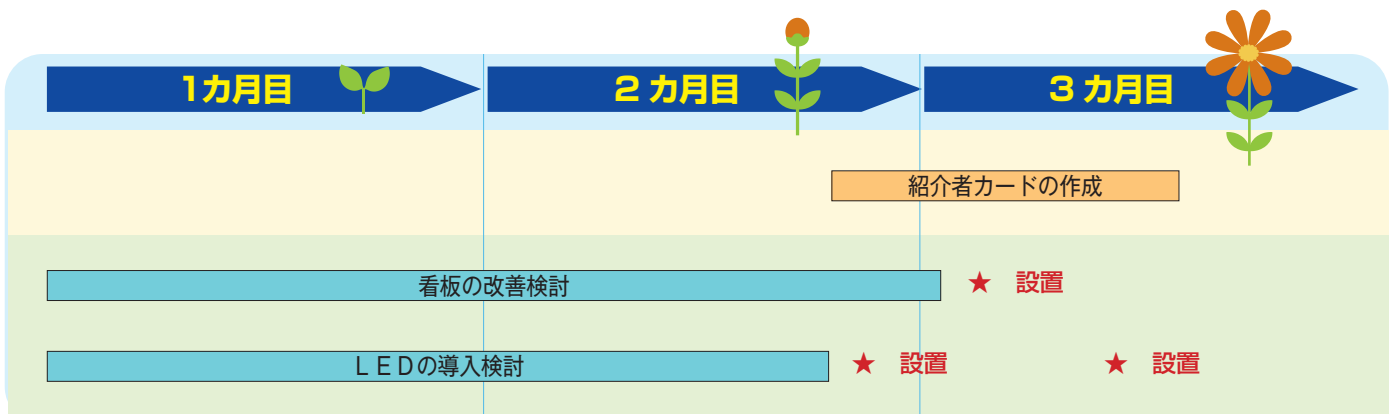 1カ月目
2 カ月目
3 カ月目
紹介者カードの作成
看板の改善検討
★ 設置
ＬＥＤの導入検討
★ 設置
★ 設置